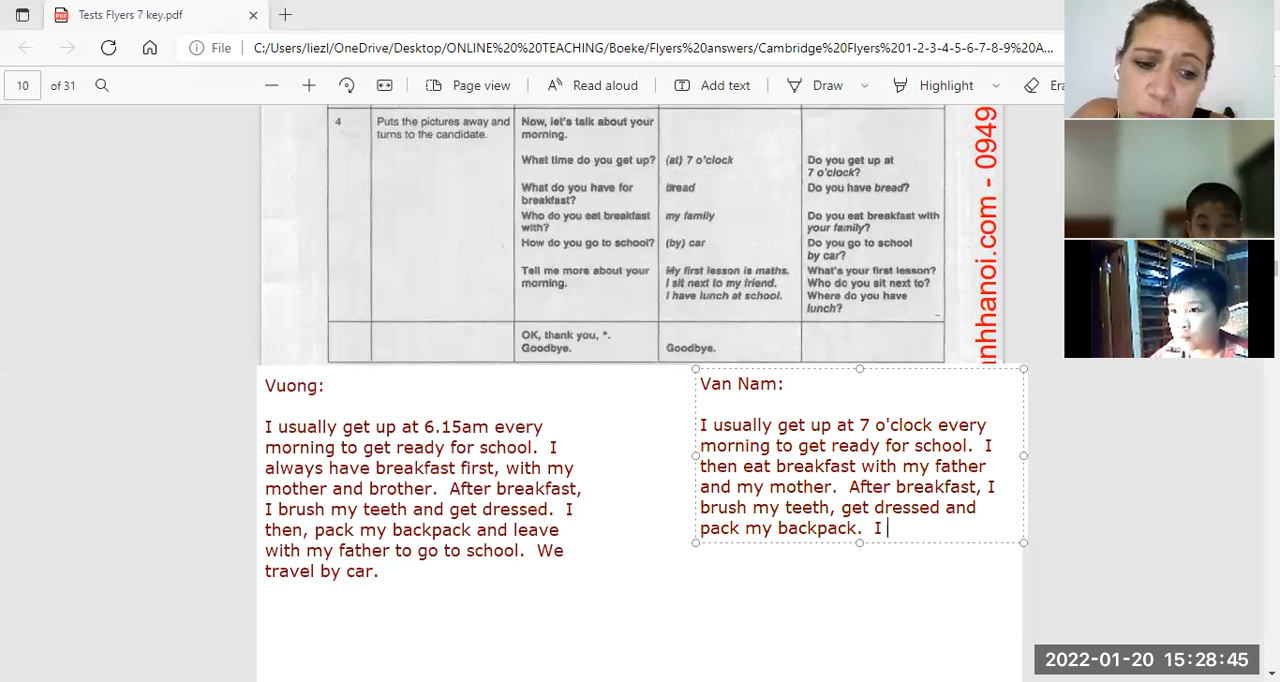 Tests Flyers 7 key.pdf
File
C:/Users/liezl/OneDrive/Desktop/ONLINE%20%20TEACHING/Boeke/Flyers%20answers/Cambridge%20Flyers%201-2-3-4-5-6-7-8-9%20A...
10 of 31
Page view
Read aloud
Add text
Draw
Highlight
Era
4
Puts the pictures away and
turns to the candidate.
Now, let's talk about your
morning.
What time do you get up?
(at) 7 o'clock
Do you get up at
7 o'clock?
What do you have for
breakfast?
bread
Do you have bread?
Who do you eat breakfast
with?
my family
Do you eat breakfast with
your family?
How do you go to school?
(by) car
Do you go to school
by car?
Tell me more about your
morning.
My first lesson is maths.
I sit next to my friend.
I have lunch at school.
What's your first lesson?
Who do you sit next to?
Where do you have
lunch?
OK, thank you, *.
Goodbye.
Goodbye.
anhhanoi.com - 0949
Vuong:
I usually get up at 6.15am every
morning to get ready for school. I
always have breakfast first, with my
mother and brother. After breakfast,
I brush my teeth and get dressed. I
then, pack my backpack and leave
with my father to go to school. We
travel by car.
Van Nam:
I usually get up at 7 o'clock every
morning to get ready for school. I
then eat breakfast with my father
and my mother. After breakfast, I
brush my teeth, get dressed and
pack my backpack. I
2022-01-20 15:28:45